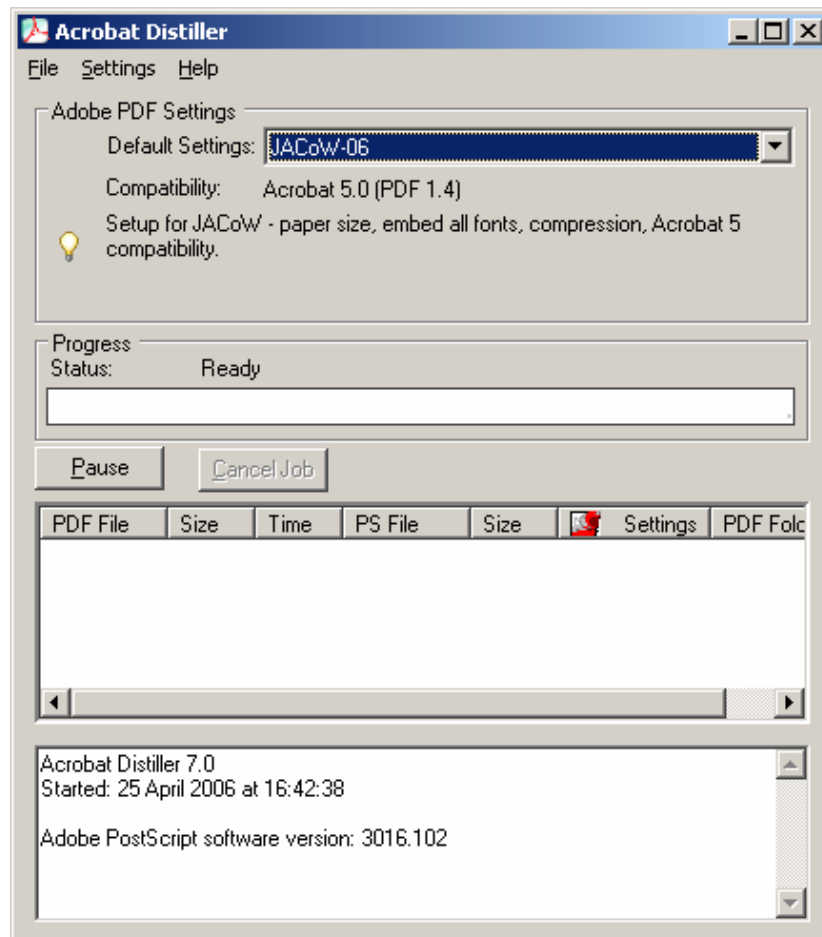 Acrobat Distiller
File Settings Help
Adobe PDF Settings
Default Settings: JACoW-06
Compatibility: Acrobat 5.0 (PDF 1.4)
Setup for JACoW - paper size, embed all fonts, compression, Acrobat 5
compatibility.
Progress
Status: Ready
Pause Cancel Job
PDF File Size Time PS File Size Settings PDF Fold
Acrobat Distiller 7.0
Started: 25 April 2006 at 16:42:38
Adobe PostScript software version: 3016.102